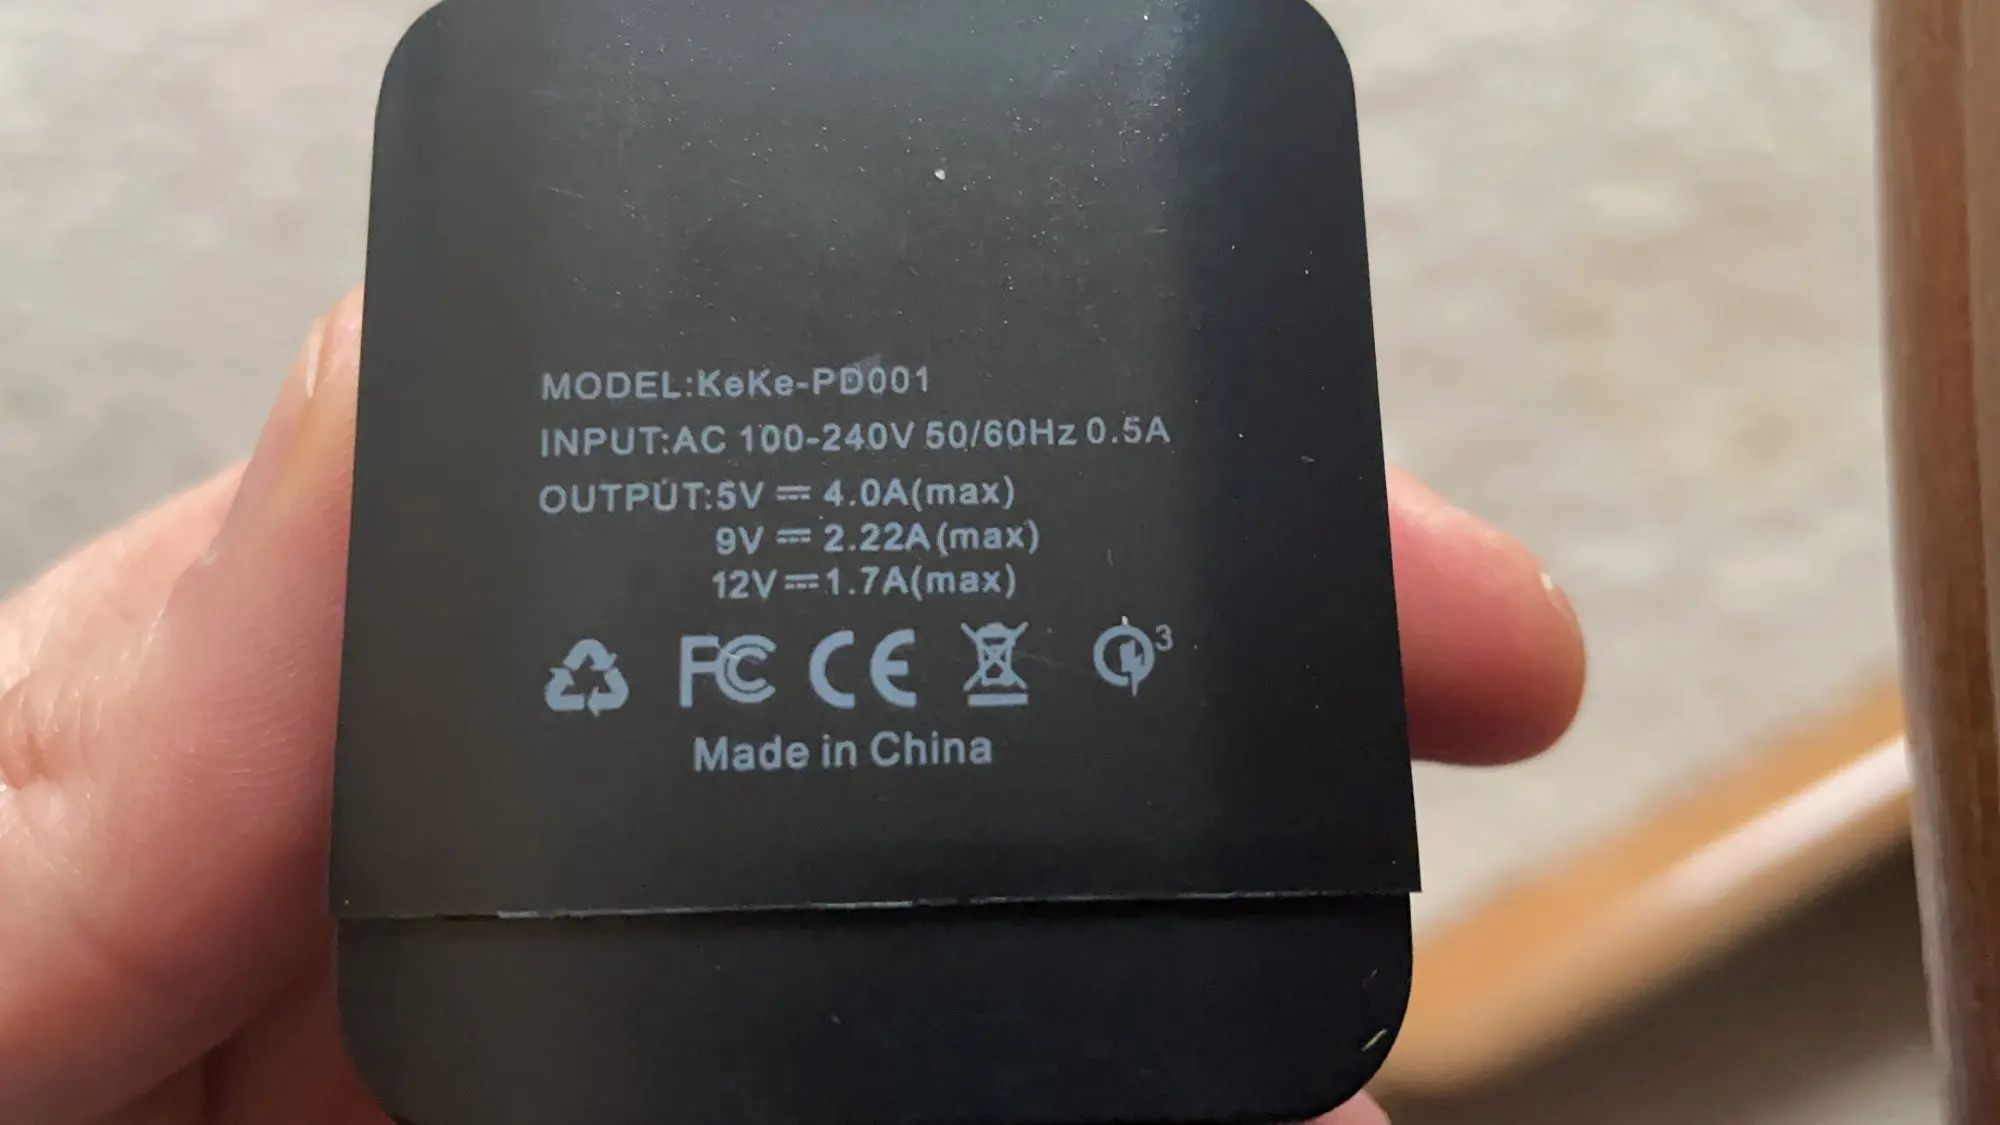 MODEL:KeKe-PD001
INPUT:AC 100-240V 50/60Hz 0.5A
OUTPUT:5V ⎓ 4.0A(max)
9V ⎓ 2.22A(max)
12V⎓1.7A(max)
FC CE 3
Made in China